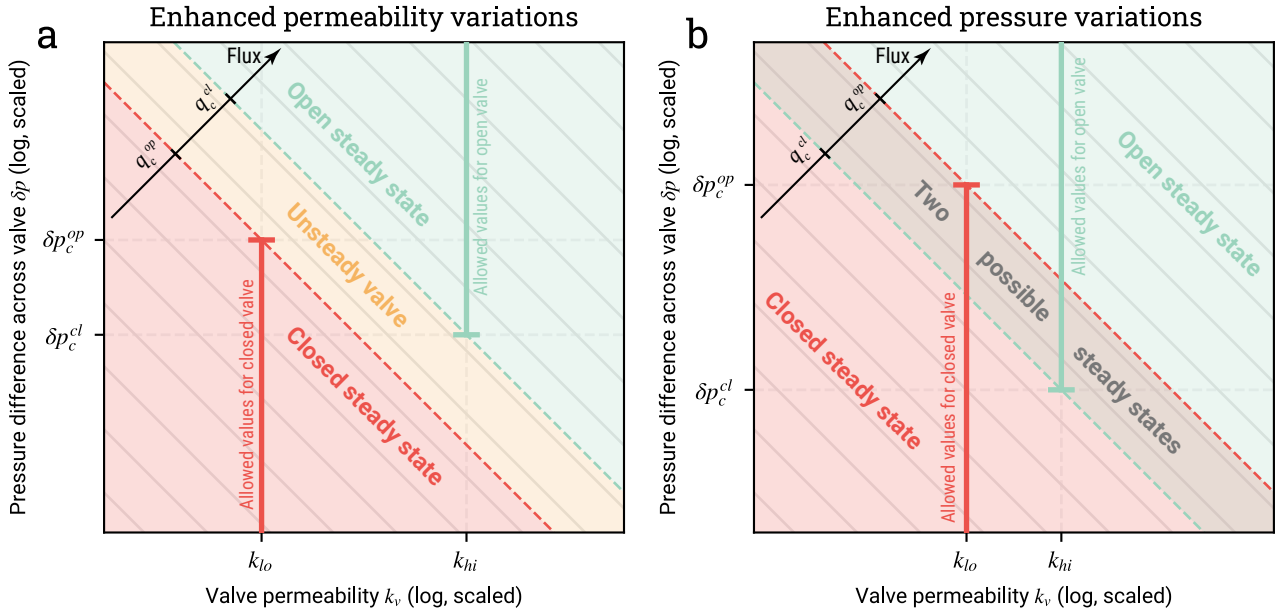 a
Enhanced permeability variations
Pressure difference across valve δp (log, scaled)
Flux
q_c^cl
q_c^op
Open steady state
Allowed values for open valve
Unsteady valve
δp_c^op
δp_c^cl
Allowed values for closed valve
Closed steady state
k_lo
k_hi
Valve permeability k_v (log, scaled)
b
Enhanced pressure variations
Pressure difference across valve δp (log, scaled)
Flux
q_c^op
q_c^cl
Allowed values for open valve
Open steady state
δp_c^op
Two
possible
steady states
Closed steady state
Allowed values for closed valve
δp_c^cl
k_lo
k_hi
Valve permeability k_v (log, scaled)